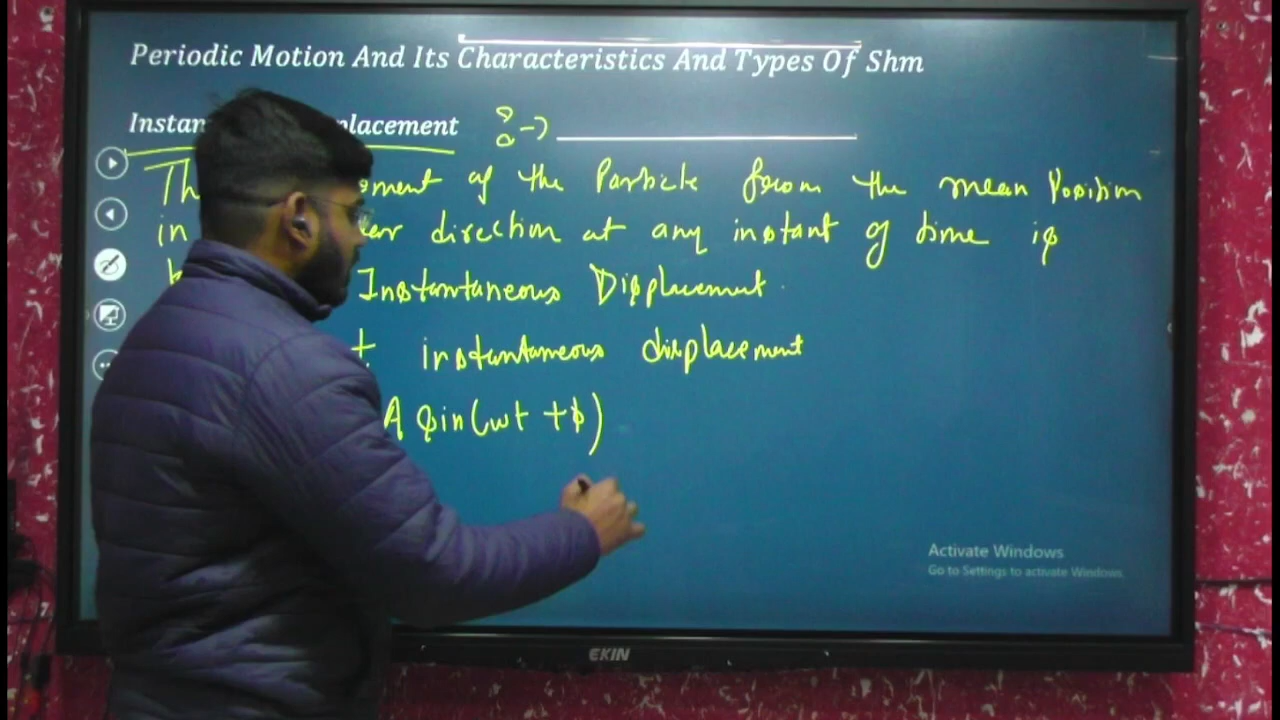 Periodic Motion And Its Characteristics And Types Of Shm
Instan placement :->
Th ement of the Particle from the mean Position
in ar direction at any instant of time is
Instantaneous Displacement.
t instantaneous displacement
A sin(ωt + ϕ)
Activate Windows
Go to Settings to activate Windows.
EKIN